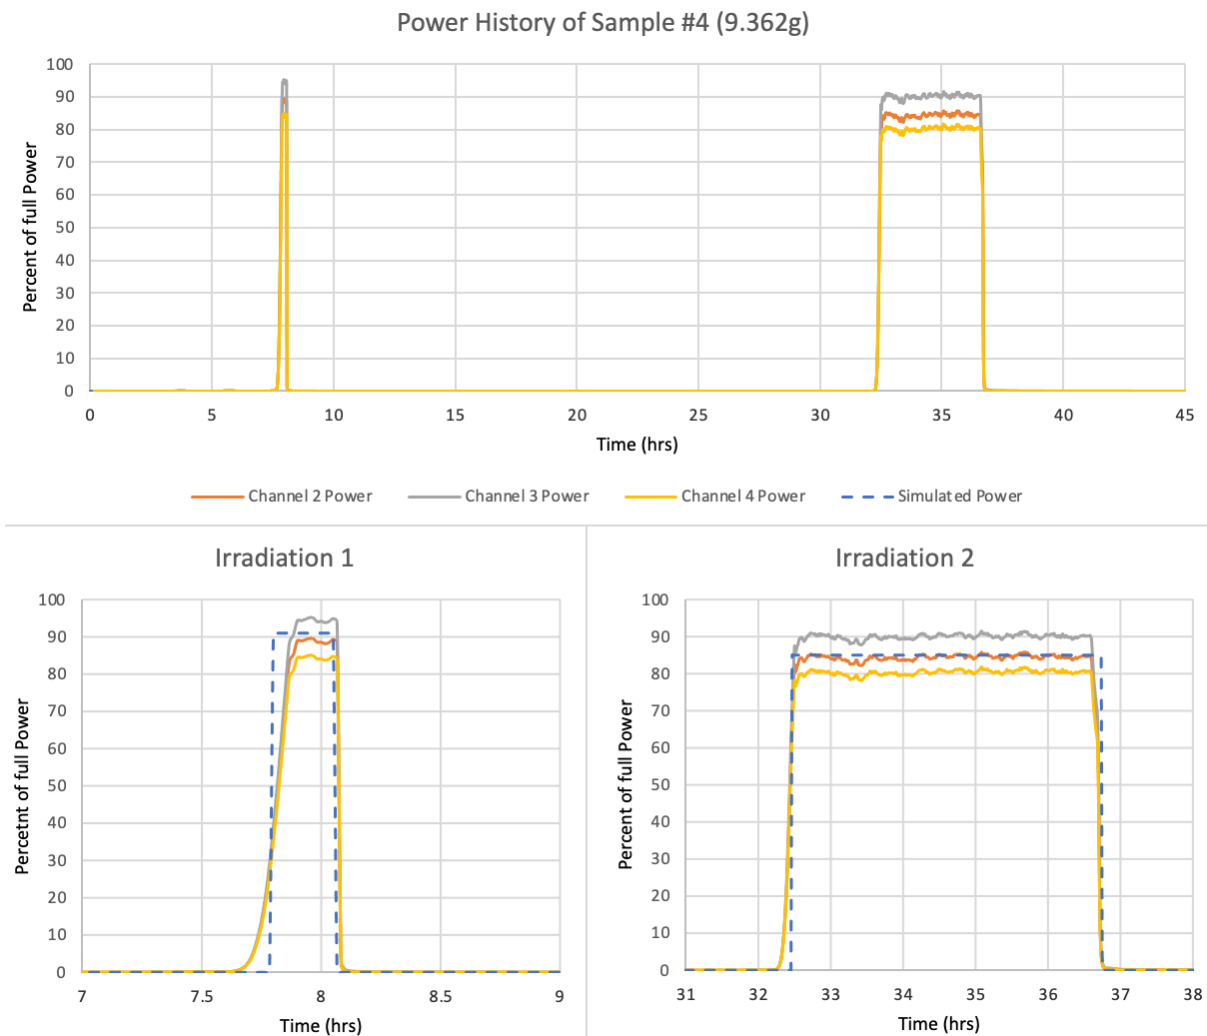 Power History of Sample #4 (9.362g)
100
90
80
70
60
50
40
30
20
10
0
Percent of full Power
0 5 10 15 20 25 30 35 40 45
Time (hrs)
Channel 2 Power Channel 3 Power Channel 4 Power Simulated Power
Irradiation 1
100
90
80
70
60
50
40
30
20
10
0
Percetnt of full Power
7 7.5 8 8.5 9
Time (hrs)
Irradiation 2
100
90
80
70
60
50
40
30
20
10
0
Percent of full Power
31 32 33 34 35 36 37 38
Time (hrs)